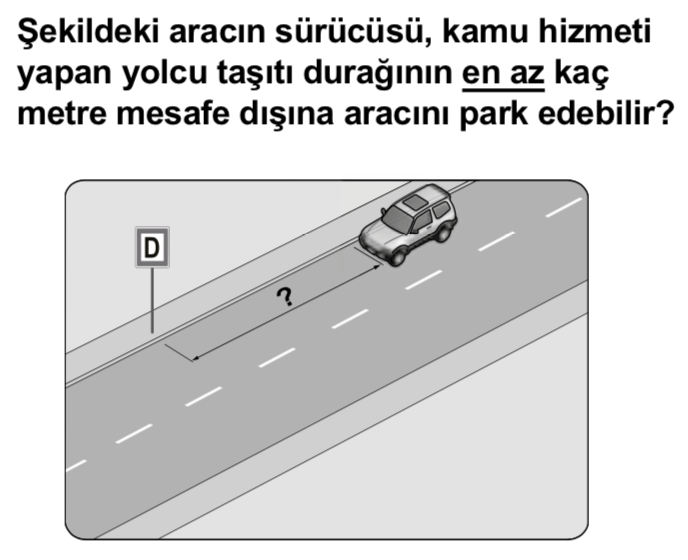 Şekildeki aracın sürücüsü, kamu hizmeti
yapan yolcu taşıtı durağının en az kaç
metre mesafe dışına aracını park edebilir?
D
?